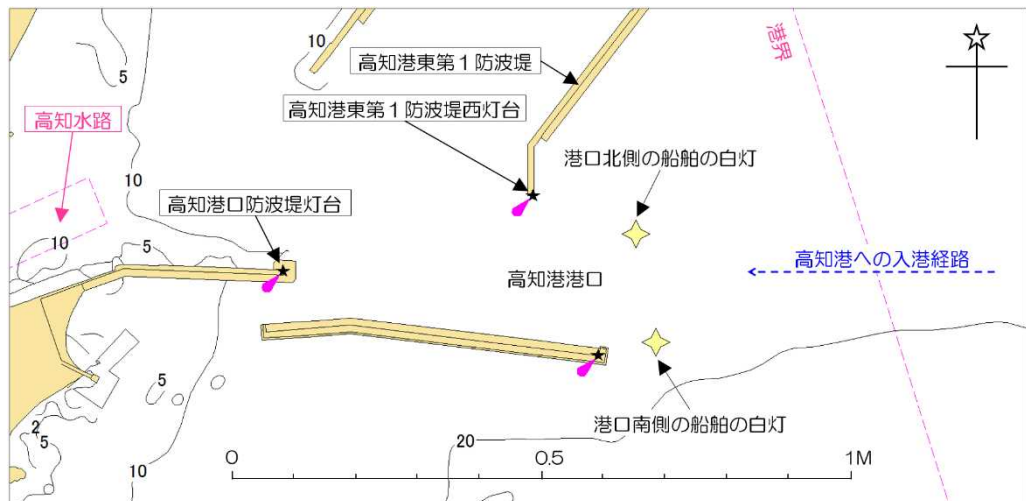 10
高知港東第1防波堤
港界
5
高知港東第1防波堤西灯台
高知水路
港口北側の船舶の白灯
10
高知港口防波堤灯台
10
5
高知港への入港経路
高知港港口
5
2
5
港口南側の船舶の白灯
10
20
0
0.5
1M